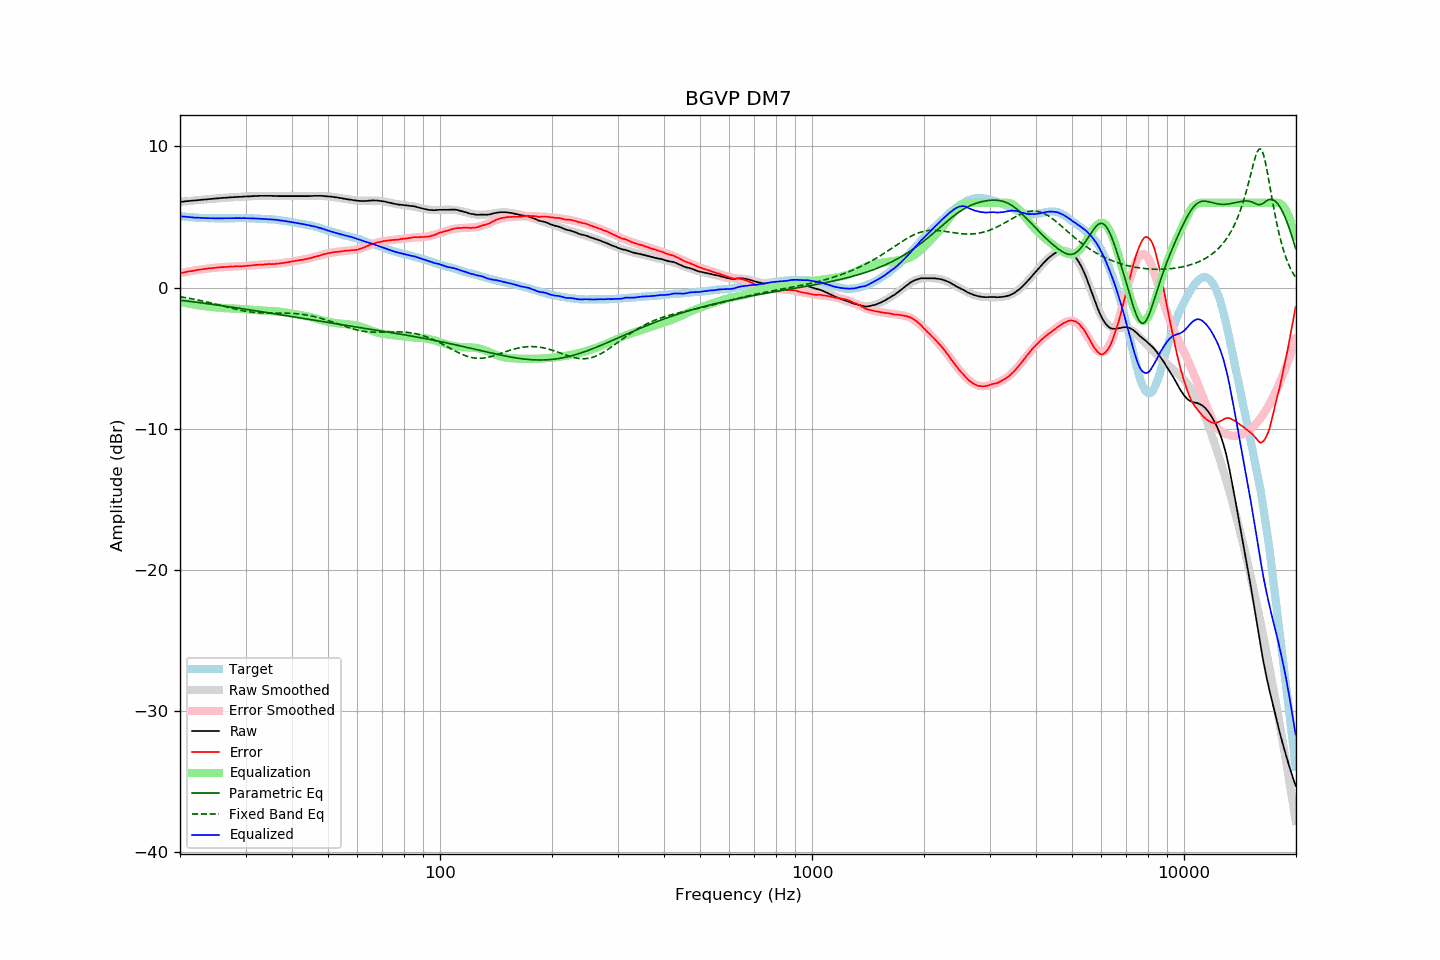 BGVP DM7
10
0
−10
−20
−30
−40
Amplitude (dBr)
Target
Raw Smoothed
Error Smoothed
Raw
Error
Equalization
Parametric Eq
Fixed Band Eq
Equalized
100
1000
10000
Frequency (Hz)